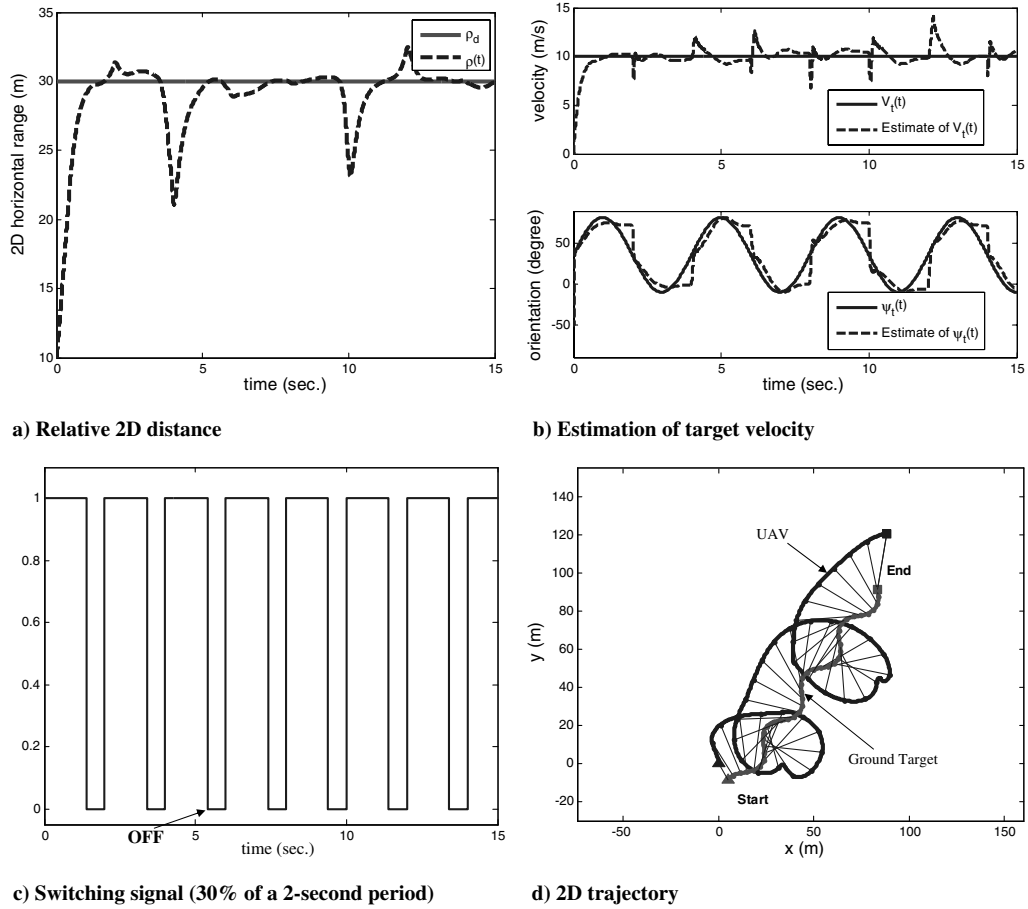 35
30
25
20
15
10
2D horizontal range (m)
ρd
ρ(t)
0
5
10
15
time (sec.)
a) Relative 2D distance
15
10
5
0
velocity (m/s)
Vt(t)
Estimate of Vt(t)
0
5
10
15
50
0
-50
orientation (degree)
ψt(t)
Estimate of ψt(t)
0
5
10
15
time (sec.)
b) Estimation of target velocity
1
0.8
0.6
0.4
0.2
0
OFF
0
5
10
15
time (sec.)
c) Switching signal (30% of a 2-second period)
140
120
100
80
60
40
20
0
-20
y (m)
UAV
End
Ground Target
Start
-50
0
50
100
150
x (m)
d) 2D trajectory